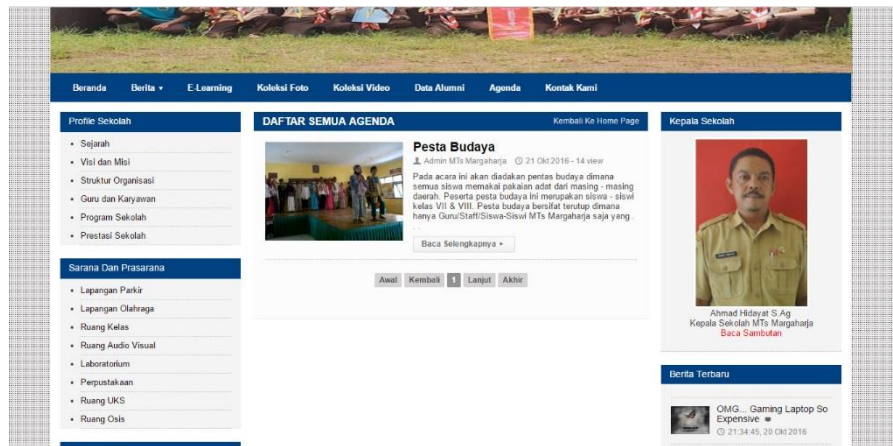 Beranda Berita E-Learning Koleksi Foto Koleksi Video Data Alumni Agenda Kontak Kami
Profile Sekolah
Sejarah
Visi dan Misi
Struktur Organisasi
Guru dan Karyawan
Program Sekolah
Prestasi Sekolah
Sarana Dan Prasarana
Lapangan Parkir
Lapangan Olahraga
Ruang Kelas
Ruang Audio Visual
Laboratorium
Perpustakaan
Ruang UKS
Ruang Osis
DAFTAR SEMUA AGENDA Kembali Ke Home Page
Pesta Budaya
Admin MTs Margaharja 21 Okt 2016 - 14 view
Pada acara ini akan diadakan pentas budaya dimana
semua siswa memakai pakaian adat dari masing - masing
daerah. Peserta pesta budaya ini merupakan siswa - siswi
kelas VII & VIII. Pesta budaya bersifat tertutup dimana
hanya Guru/Staff/Siswa-Siswi MTs Margaharja saja yang .
. .
Baca Selengkapnya
Awal Kembali 1 Lanjut Akhir
Kepala Sekolah
Ahmad Hidayat S.Ag
Kepala Sekolah MTs Margaharja
Baca Sambutan
Berita Terbaru
OMG... Gaming Laptop So
Expensive
21:34:45, 20 Okt 2016